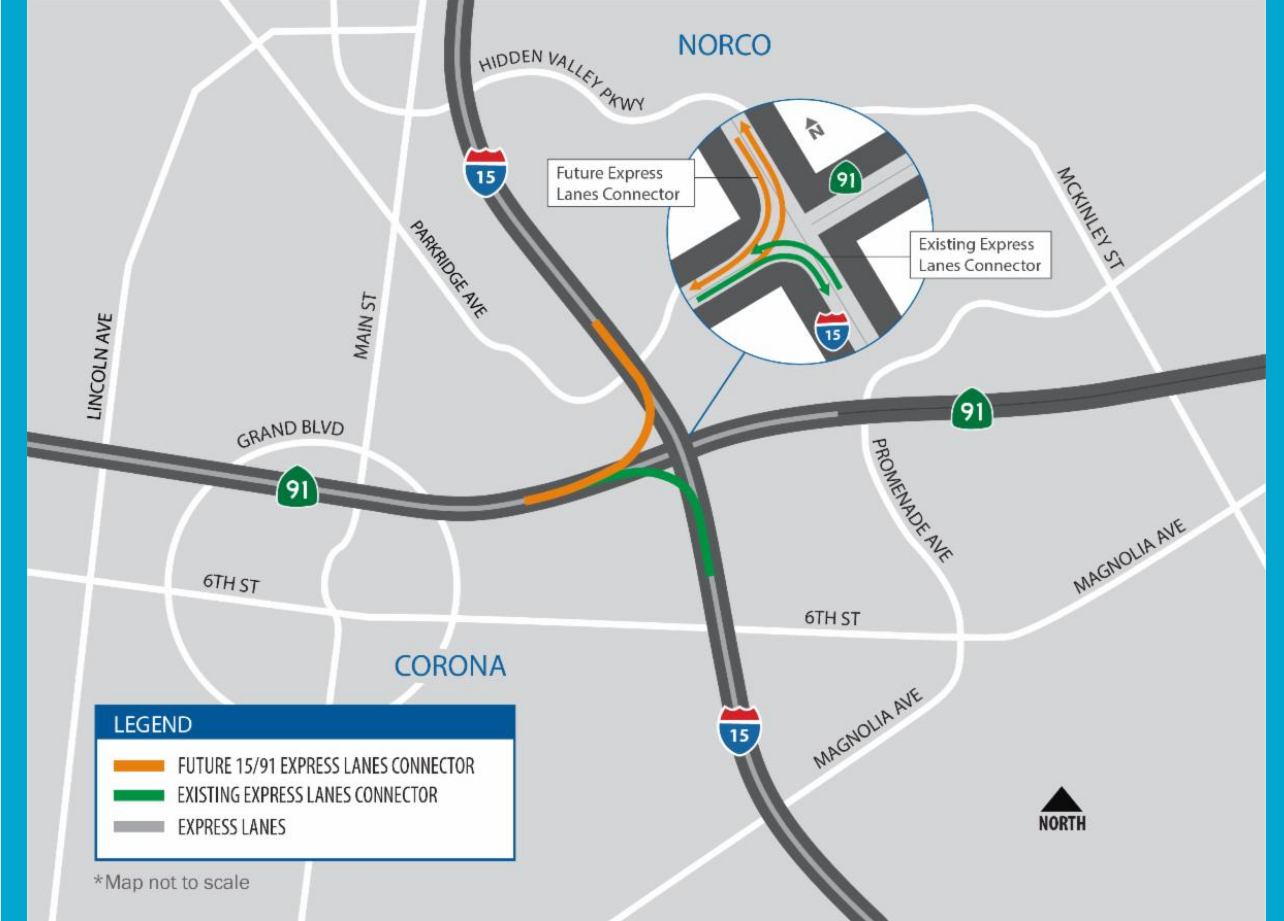 NORCO
HIDDEN VALLEY PKWY
15
Future Express
Lanes Connector
N
91
Existing Express
Lanes Connector
15
MCKINLEY ST
PARKRIDGE AVE
MAIN ST
LINCOLN AVE
GRAND BLVD
91
91
PROMENADE AVE
MAGNOLIA AVE
6TH ST
6TH ST
CORONA
MAGNOLIA AVE
15
LEGEND
FUTURE 15/91 EXPRESS LANES CONNECTOR
EXISTING EXPRESS LANES CONNECTOR
EXPRESS LANES
*Map not to scale
NORTH